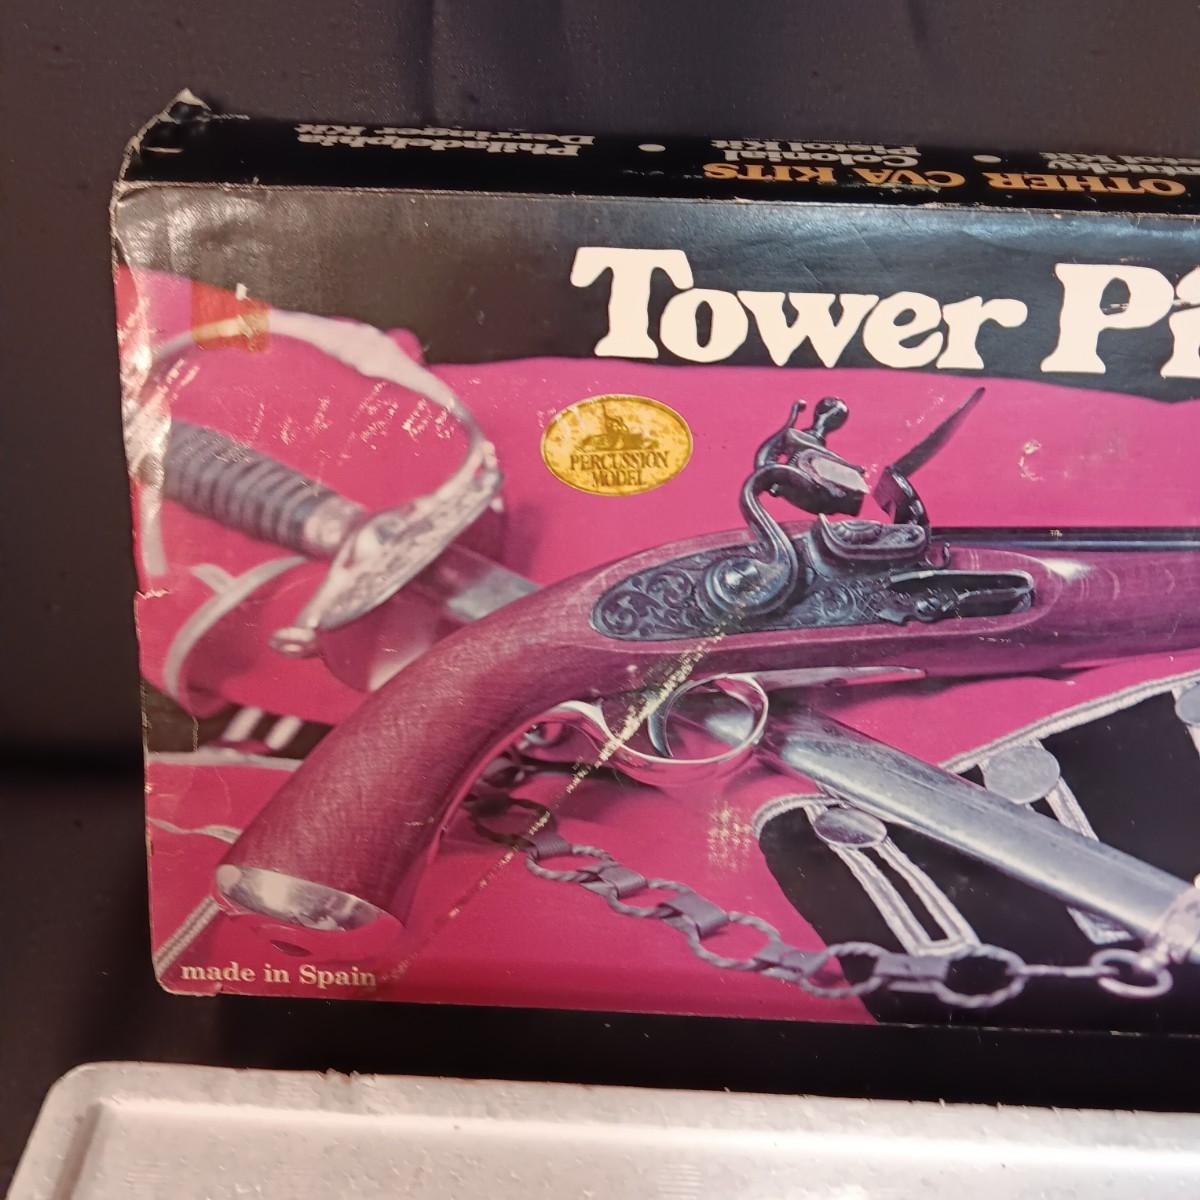 OTHER CVA KITS
Colonial
Pistol Kit
•
Philadelphia
Derringer Kit
Tower Pi
PERCUSSION
MODEL
made in Spain